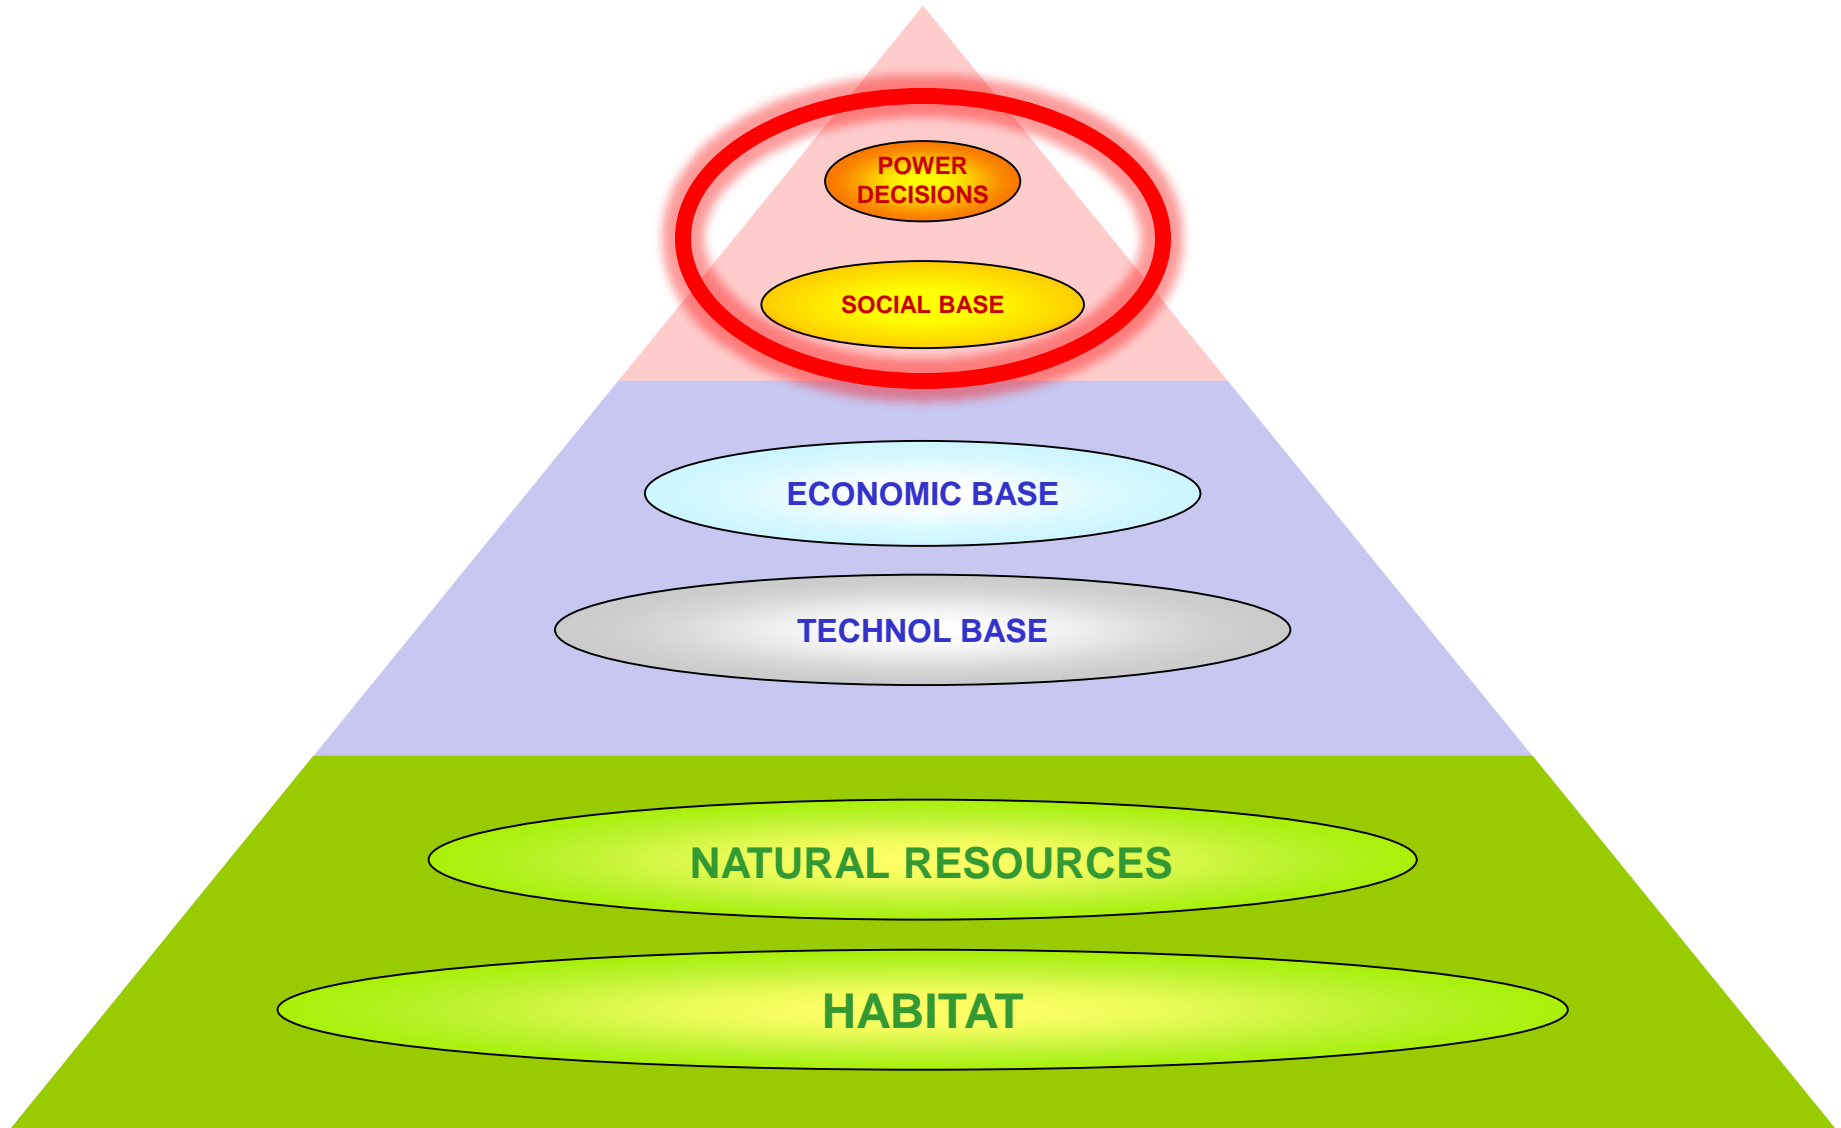 POWER
DECISIONS
SOCIAL BASE
ECONOMIC BASE
TECHNOL BASE
NATURAL RESOURCES
HABITAT